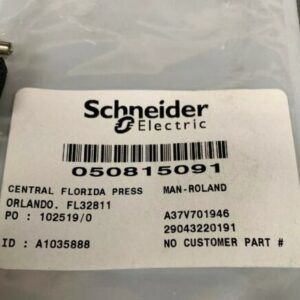 Schneider
Electric
050815091
CENTRAL FLORIDA PRESS MAN-ROLAND
ORLANDO. FL32811
PO : 102519/0 A37V701946
29043220191
ID : A1035888 NO CUSTOMER PART #